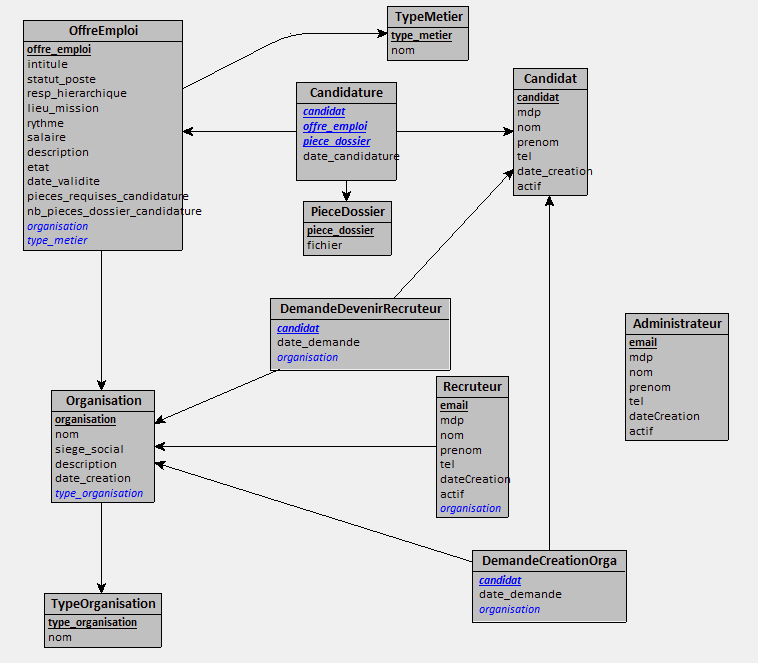 OffreEmploi
offre_emploi
intitule
statut_poste
resp_hierarchique
lieu_mission
rythme
salaire
description
etat
date_validite
pieces_requises_candidature
nb_pieces_dossier_candidature
organisation
type_metier
TypeMetier
type_metier
nom
Candidature
candidat
offre_emploi
piece_dossier
date_candidature
Candidat
candidat
mdp
nom
prenom
tel
date_creation
actif
PieceDossier
piece_dossier
fichier
DemandeDevenirRecruteur
candidat
date_demande
organisation
Administrateur
email
mdp
nom
prenom
tel
dateCreation
actif
Organisation
organisation
nom
siege_social
description
date_creation
type_organisation
Recruteur
email
mdp
nom
prenom
tel
dateCreation
actif
organisation
DemandeCreationOrga
candidat
date_demande
organisation
TypeOrganisation
type_organisation
nom